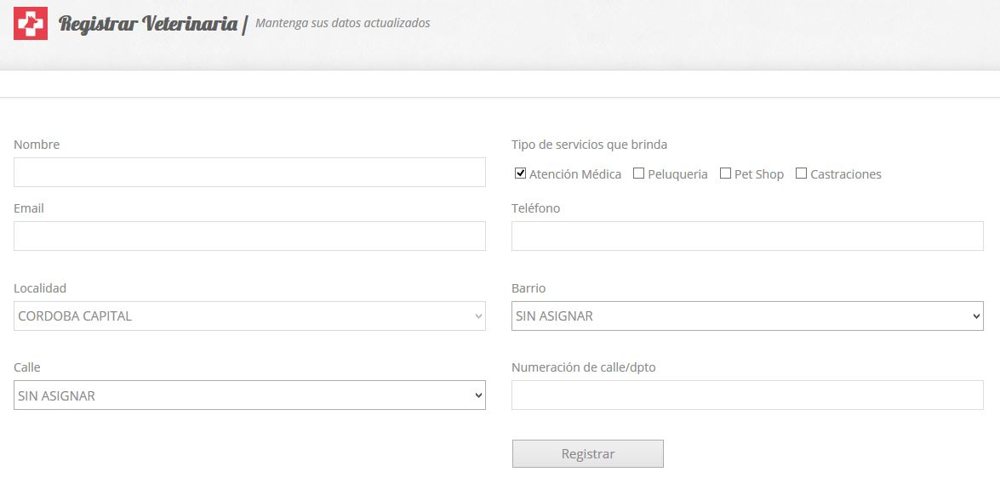 Registrar Veterinaria | Mantenga sus datos actualizados
Nombre
Tipo de servicios que brinda
Atención Médica Peluqueria Pet Shop Castraciones
Email
Teléfono
Localidad
Barrio
CORDOBA CAPITAL
SIN ASIGNAR
Calle
Numeración de calle/dpto
SIN ASIGNAR
Registrar